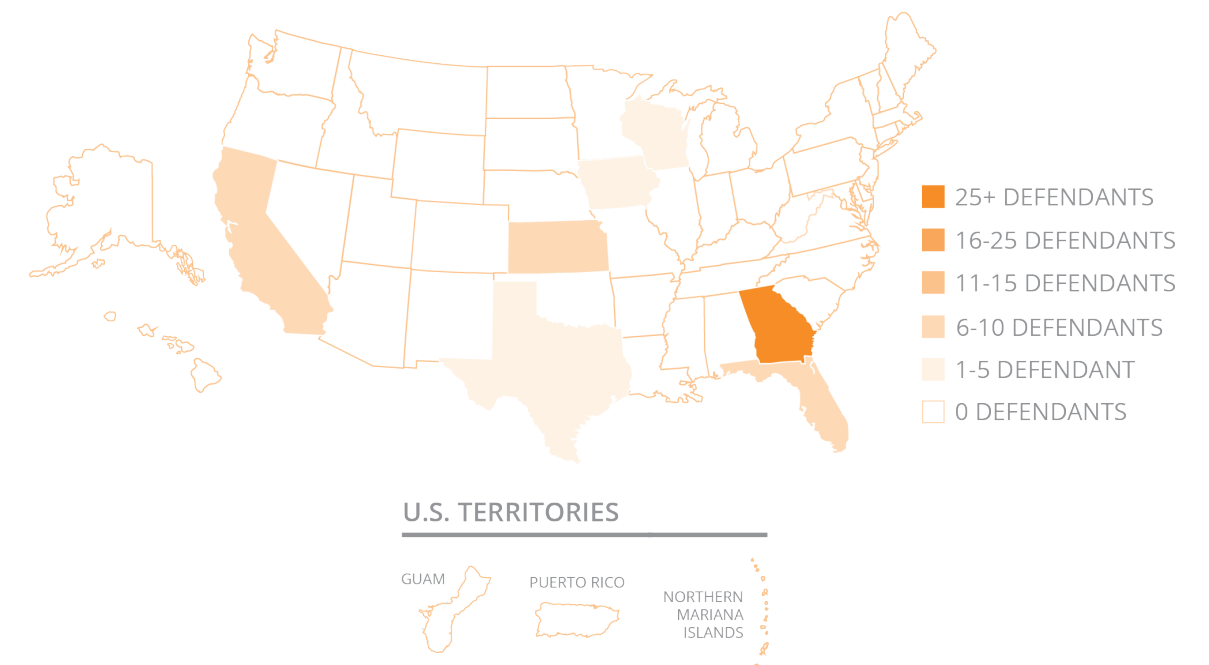 25+ DEFENDANTS
16-25 DEFENDANTS
11-15 DEFENDANTS
6-10 DEFENDANTS
1-5 DEFENDANT
0 DEFENDANTS
U.S. TERRITORIES
GUAM
PUERTO RICO
NORTHERN
MARIANA
ISLANDS